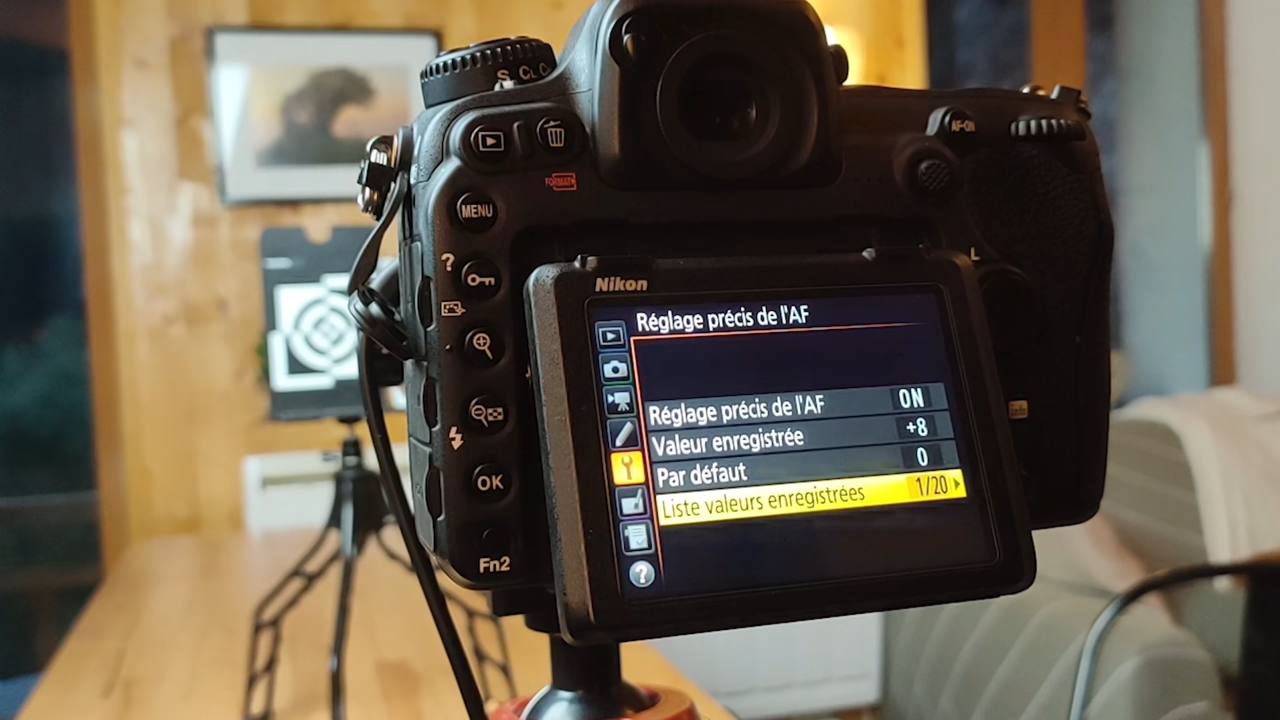 S CL C
AF-ON
FORMAT
MENU
?
L
Nikon
Réglage précis de l'AF
Réglage précis de l'AF ON
Valeur enregistrée +8
Par défaut 0
Liste valeurs enregistrées 1/20
info
OK
Fn2
?